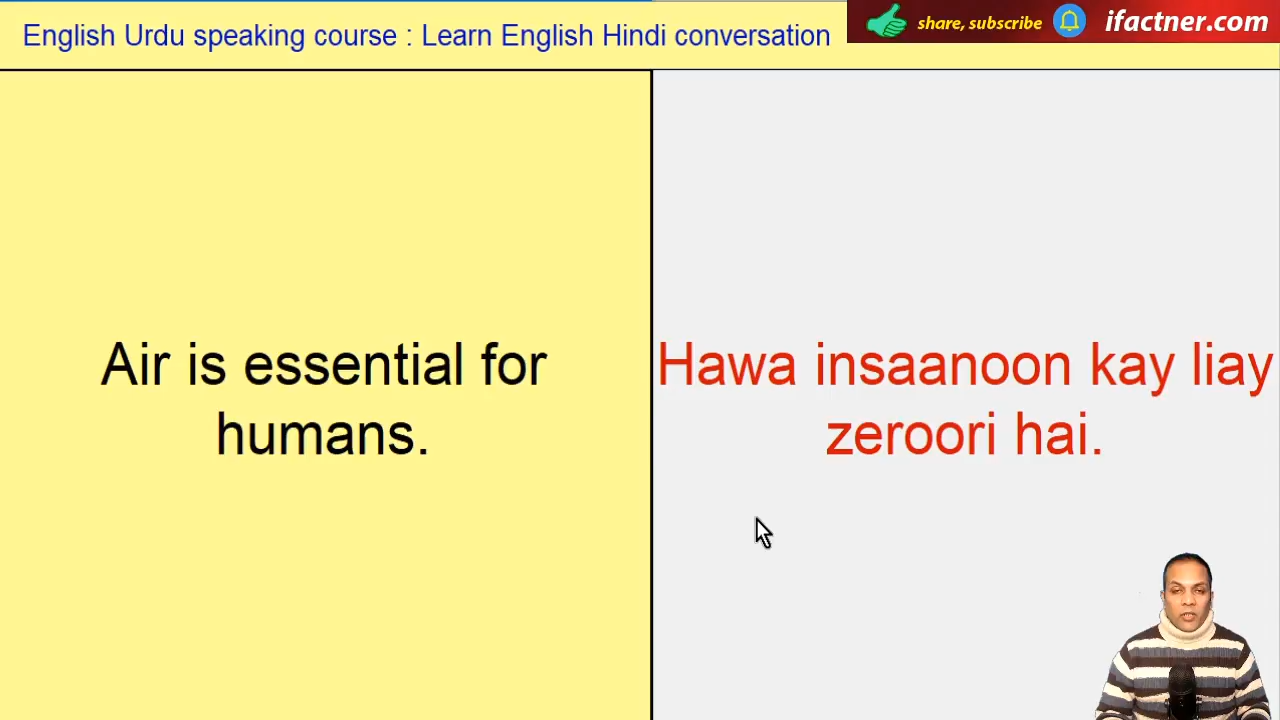 English Urdu speaking course : Learn English Hindi conversation
share, subscribe
ifactner.com
Air is essential for
humans.
Hawa insaanoon kay liay
zeroori hai.